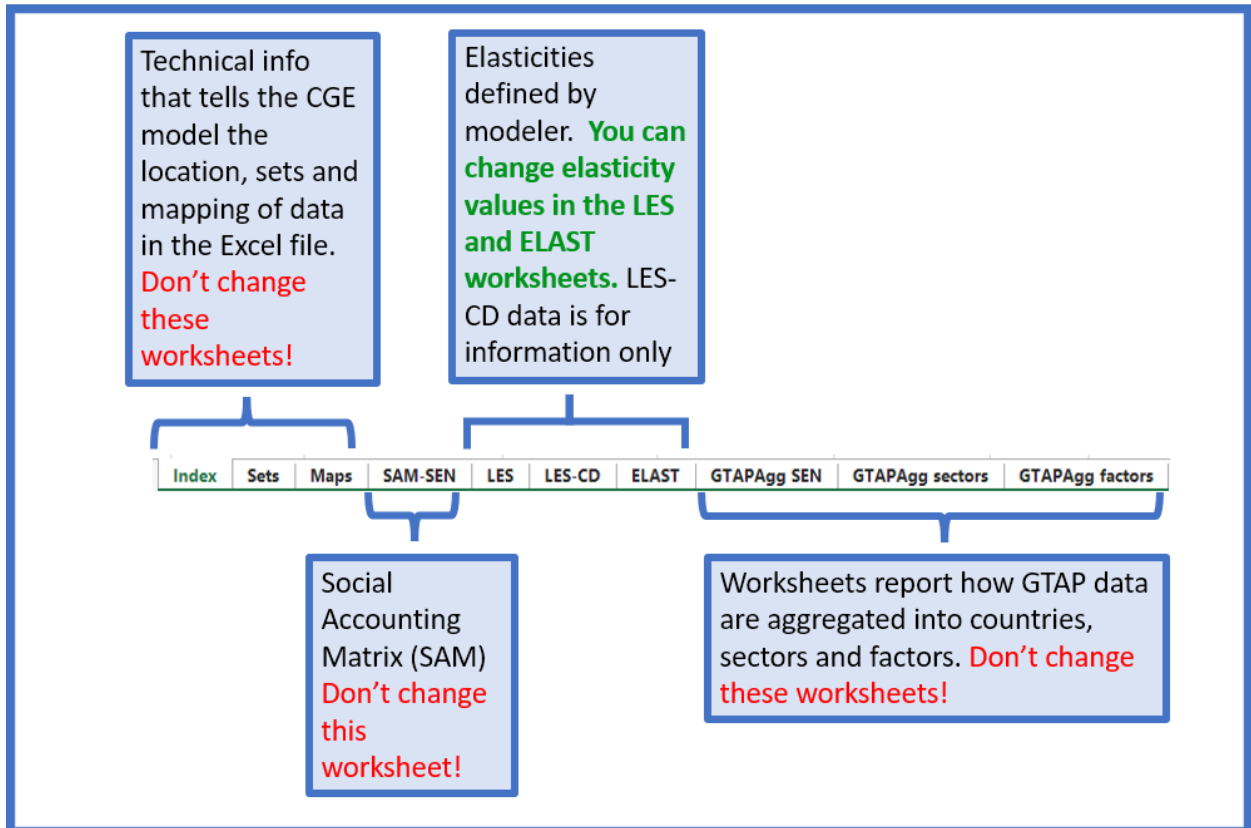 Technical info
that tells the CGE
model the
location, sets and
mapping of data
in the Excel file.
Don’t change
these
worksheets!
Elasticities
defined by
modeler.  You can
change elasticity
values in the LES
and ELAST
worksheets. LES-
CD data is for
information only
Index Sets Maps SAM-SEN LES LES-CD ELAST GTAPAgg SEN GTAPAgg sectors GTAPAgg factors
Social
Accounting
Matrix (SAM)
Don’t change
this
worksheet!
Worksheets report how GTAP data
are aggregated into countries,
sectors and factors. Don’t change
these worksheets!